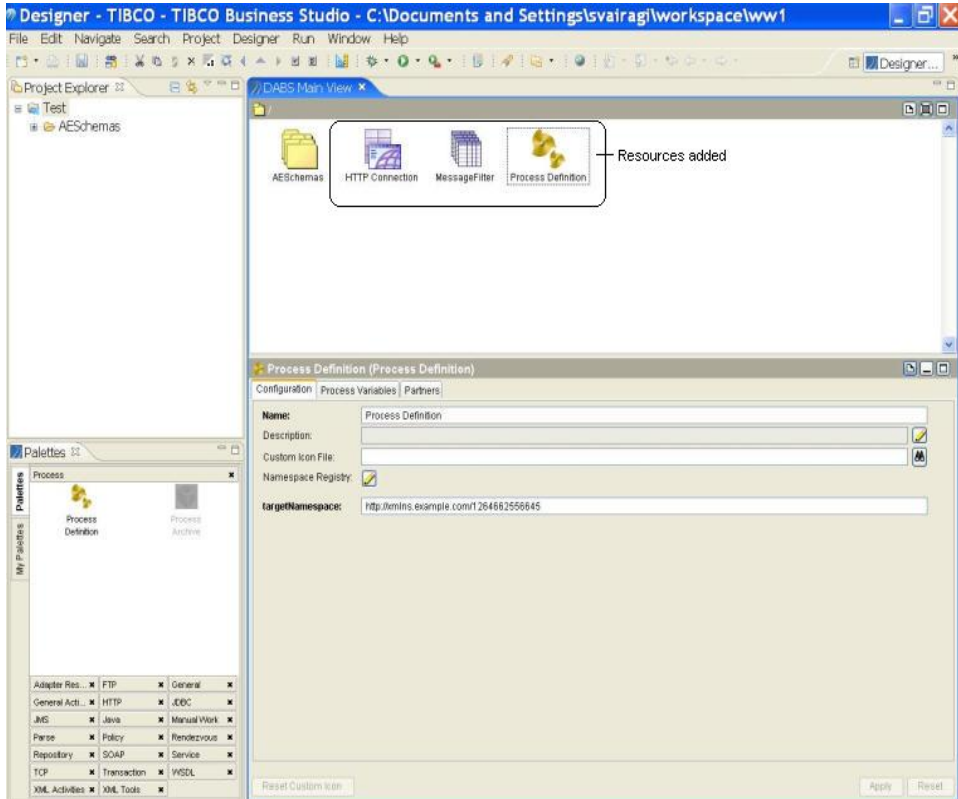 Designer - TIBCO - TIBCO Business Studio - C:\Documents and Settings\svairagi\workspace\ww1
File Edit Navigate Search Project Designer Run Window Help
Designer...
Project Explorer
Test
AESchemas
DABS Main View
/
AESchemas
HTTP Connection
MessageFilter
Process Definition
Resources added
Process Definition (Process Definition)
Configuration Process Variables Partners
Name: Process Definition
Description:
Custom Icon File:
Namespace Registry:
targetNamespace: http://xmlns.example.com/1264662556645
Palettes
Palettes
My Palettes
Process
Process Definition
Process Archive
Adapter Res... FTP General
General Acti... HTTP JDBC
JMS Java Manual Work
Parse Policy Rendezvous
Repository SOAP Service
TCP Transaction WSDL
XML Activities XML Tools
Reset Custom Icon
Apply Reset